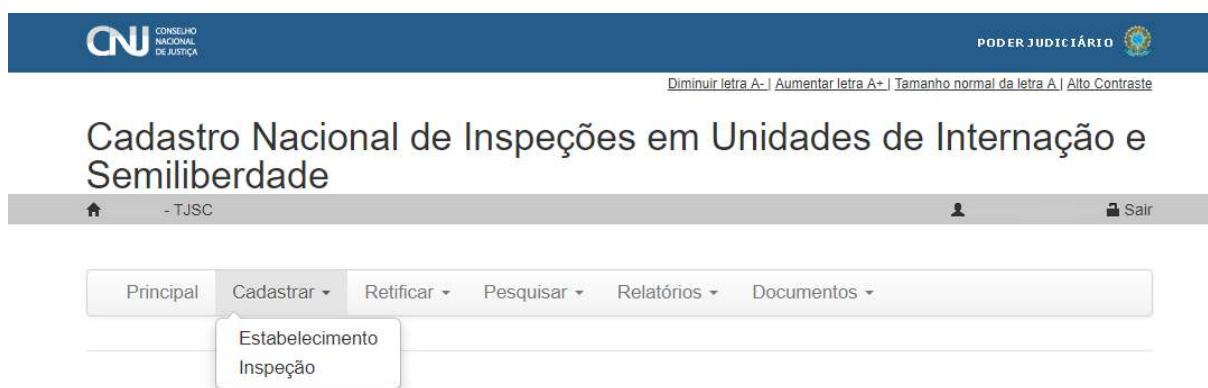 CNJ CONSELHO
NACIONAL
DE JUSTIÇA
PODER JUDICIÁRIO
Diminuir letra A- | Aumentar letra A+ | Tamanho normal da letra A | Alto Contraste
Cadastro Nacional de Inspeções em Unidades de Internação e
Semiliberdade
- TJSC Sair
Principal Cadastrar Retificar Pesquisar Relatórios Documentos
Estabelecimento
Inspeção